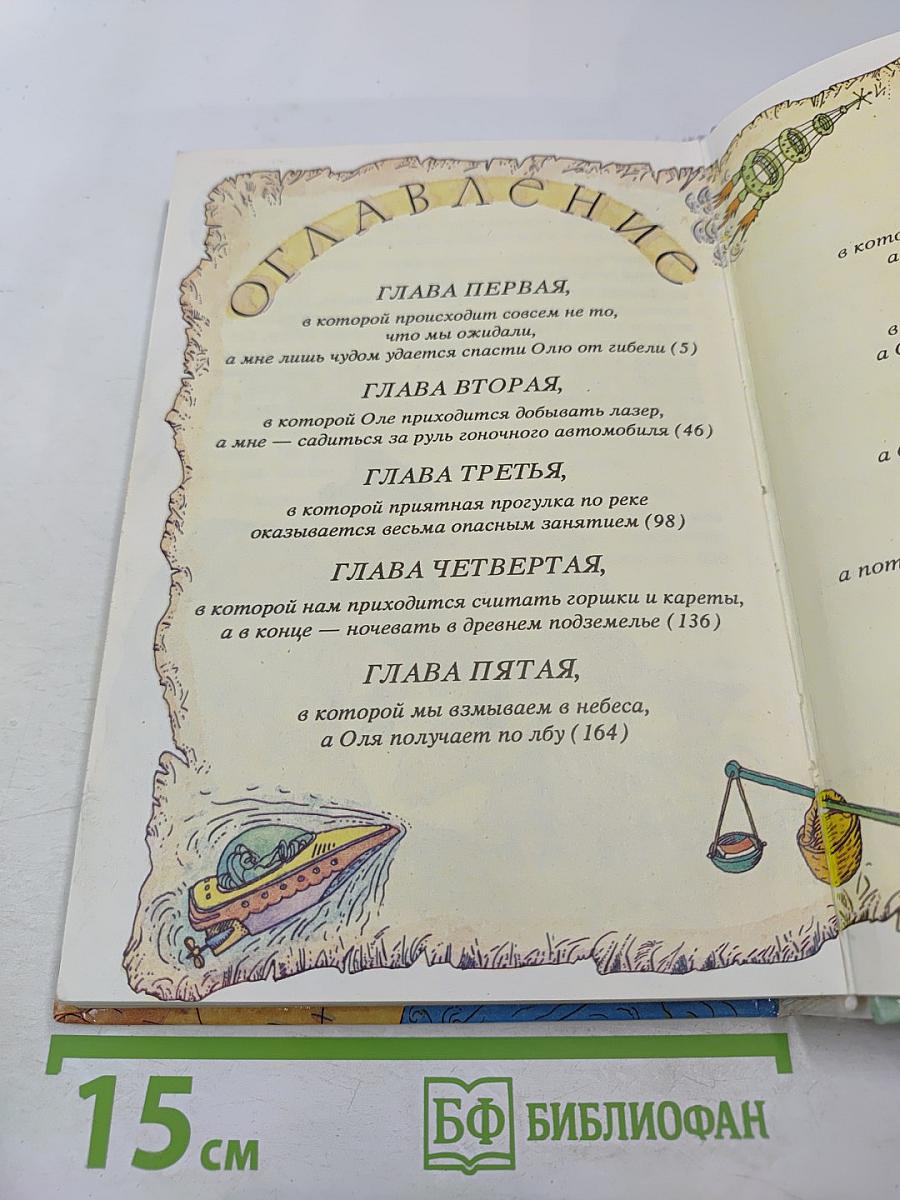 ОГЛАВЛЕНИЕ
ГЛАВА ПЕРВАЯ,
в которой происходит совсем не то,
что мы ожидали,
а мне лишь чудом удается спасти Олю от гибели (5)
ГЛАВА ВТОРАЯ,
в которой Оле приходится добывать лазер,
а мне — садиться за руль гоночного автомобиля (46)
ГЛАВА ТРЕТЬЯ,
в которой приятная прогулка по реке
оказывается весьма опасным занятием (98)
ГЛАВА ЧЕТВЕРТАЯ,
в которой нам приходится считать горшки и кареты,
а в конце — ночевать в древнем подземелье (136)
ГЛАВА ПЯТАЯ,
в которой мы взмываем в небеса,
а Оля получает по лбу (164)
в
а
в
а
а
а
15 см
БФ БИБЛИОФАН